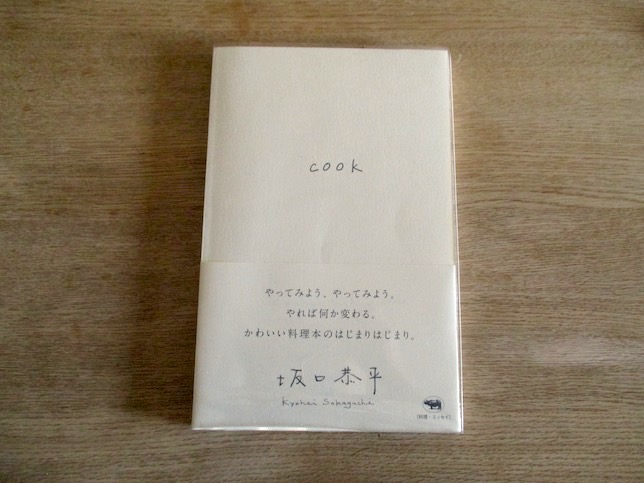 cook
やってみよう、やってみよう。
やれば何か変わる。
かわいい料理本のはじまりはじまり。
坂口恭平
Kyohei Sakaguchi